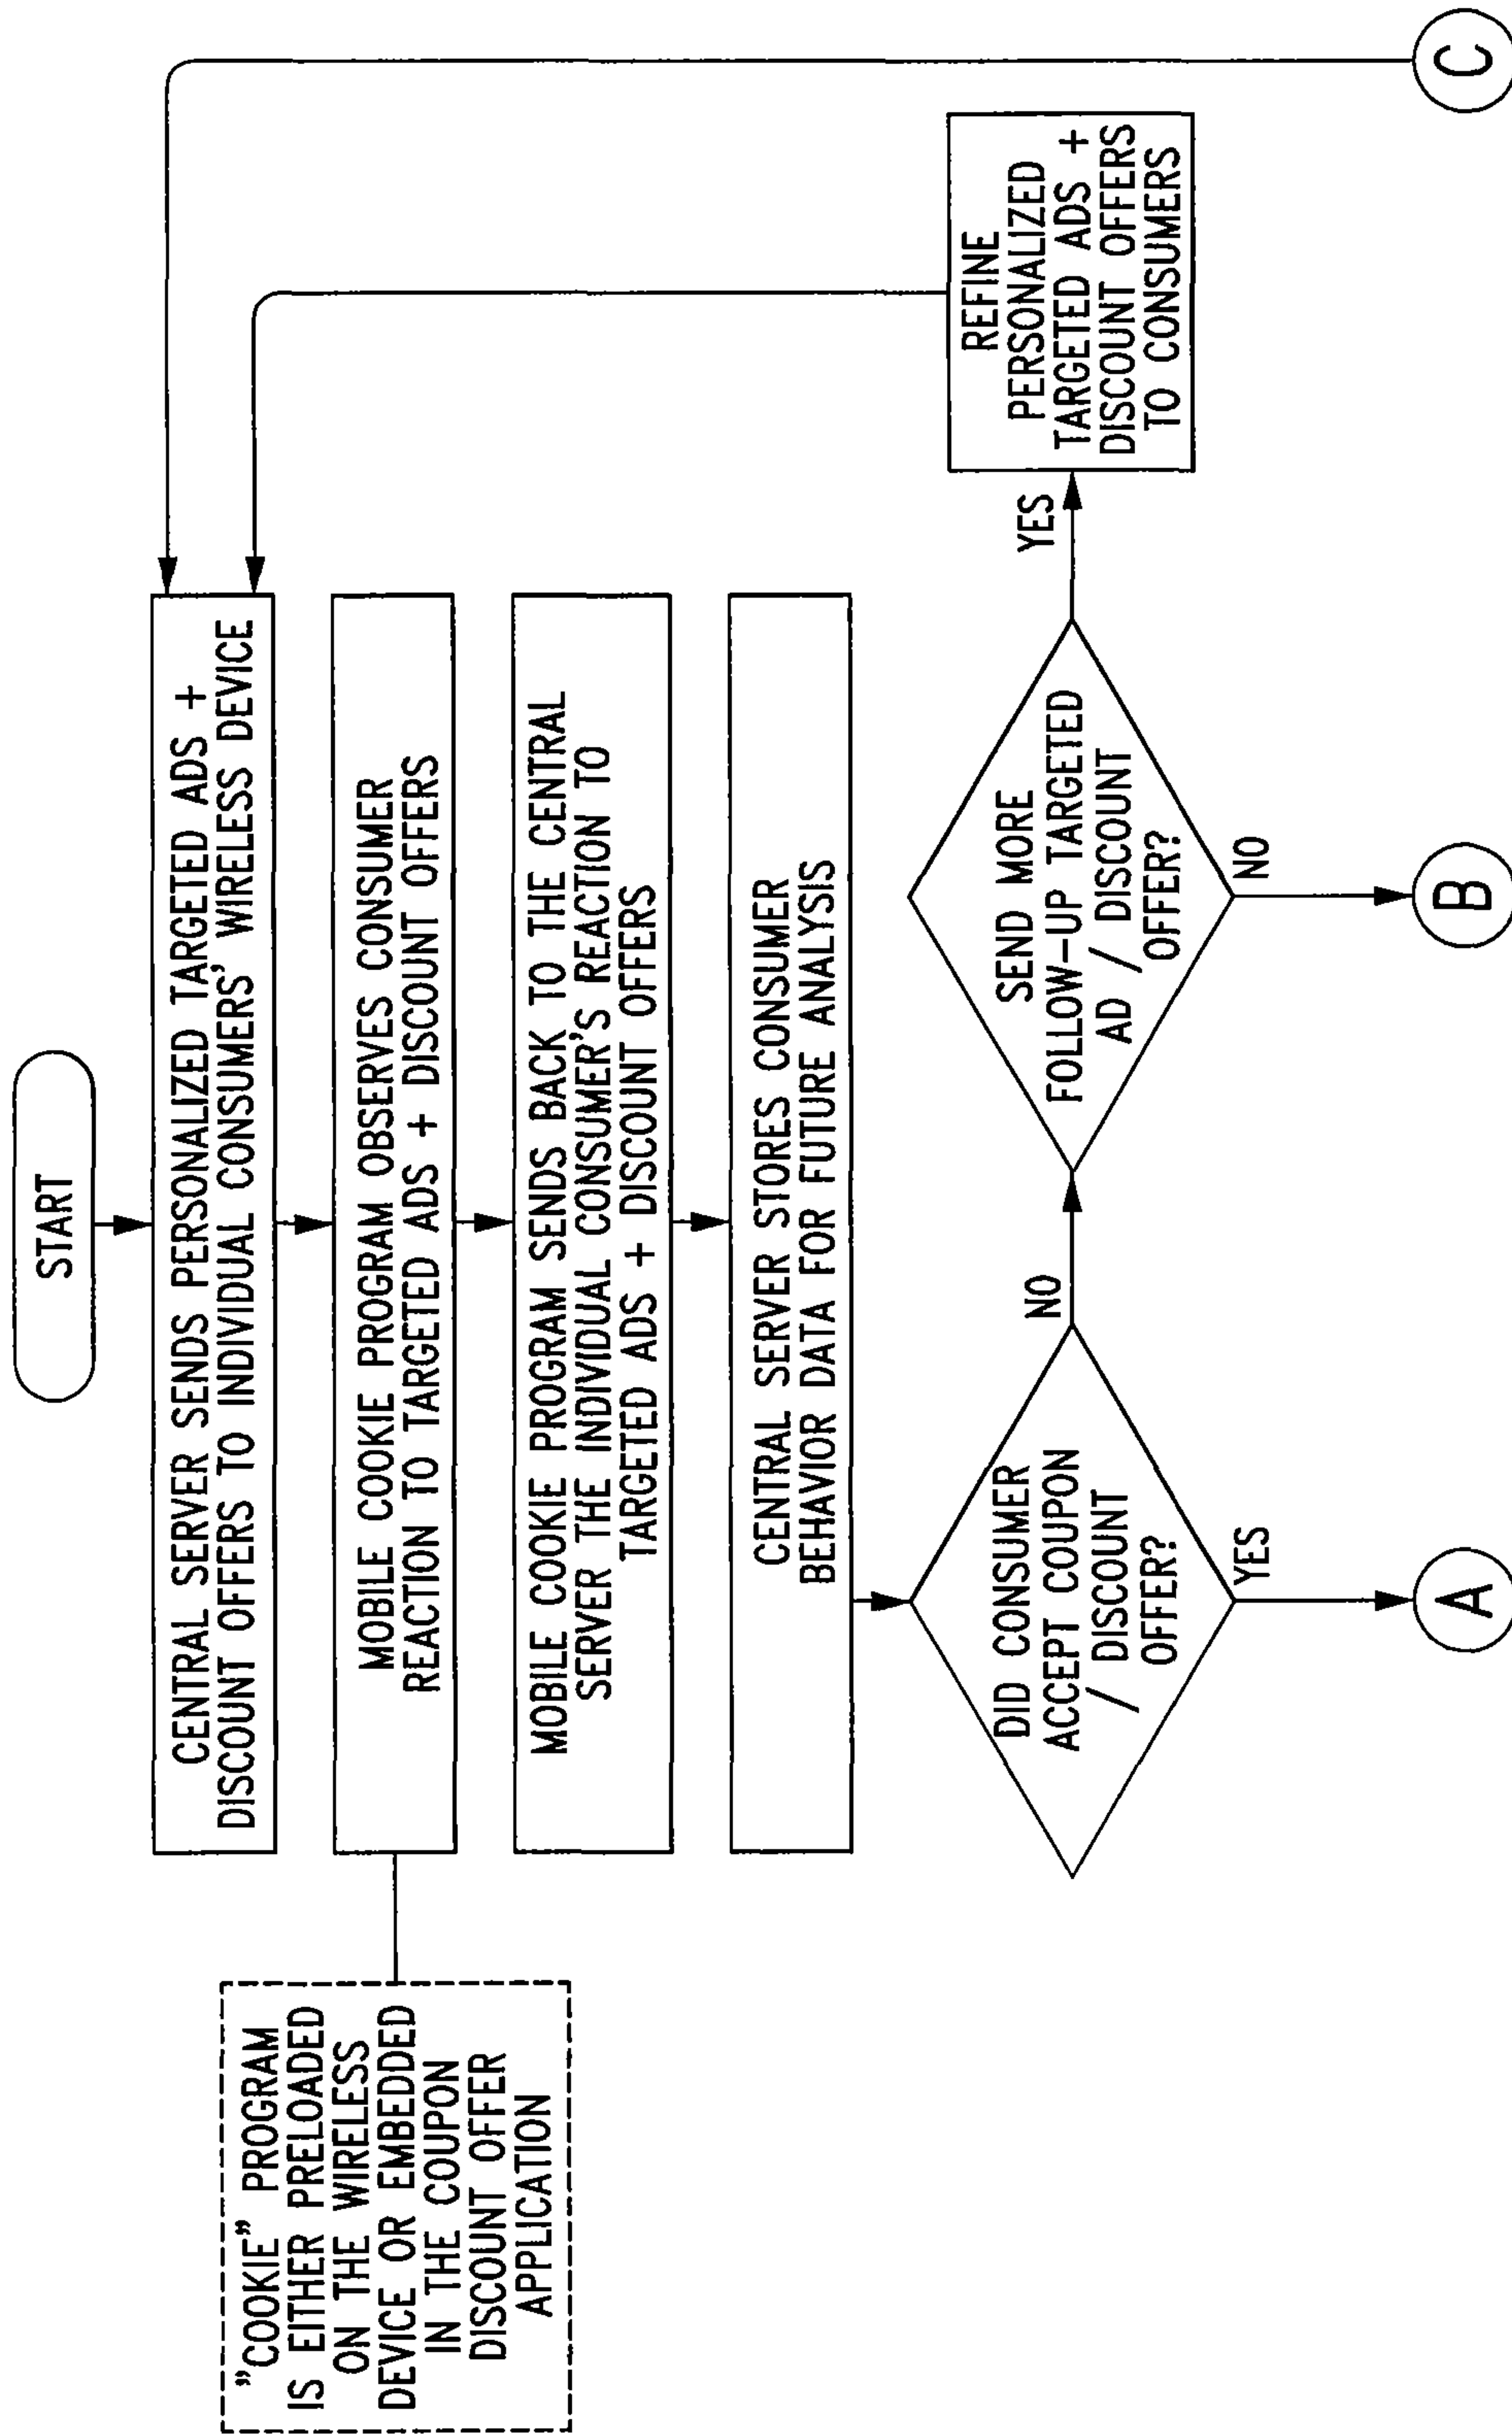 START
CENTRAL SERVER SENDS PERSONALIZED TARGETED ADS +
DISCOUNT OFFERS TO INDIVIDUAL CONSUMERS' WIRELESS DEVICE
"COOKIE" PROGRAM
IS EITHER PRELOADED
ON THE WIRELESS
DEVICE OR EMBEDDED
IN THE COUPON
DISCOUNT OFFER
APPLICATION
MOBILE COOKIE PROGRAM OBSERVES CONSUMER
REACTION TO TARGETED ADS + DISCOUNT OFFERS
MOBILE COOKIE PROGRAM SENDS BACK TO THE CENTRAL
SERVER THE INDIVIDUAL CONSUMER'S REACTION TO
TARGETED ADS + DISCOUNT OFFERS
CENTRAL SERVER STORES CONSUMER
BEHAVIOR DATA FOR FUTURE ANALYSIS
DID CONSUMER
ACCEPT COUPON
/ DISCOUNT
OFFER?
NO
YES
SEND MORE
FOLLOW-UP TARGETED
AD / DISCOUNT
OFFER?
YES
NO
REFINE
PERSONALIZED
TARGETED ADS +
DISCOUNT OFFERS
TO CONSUMERS
A
B
C